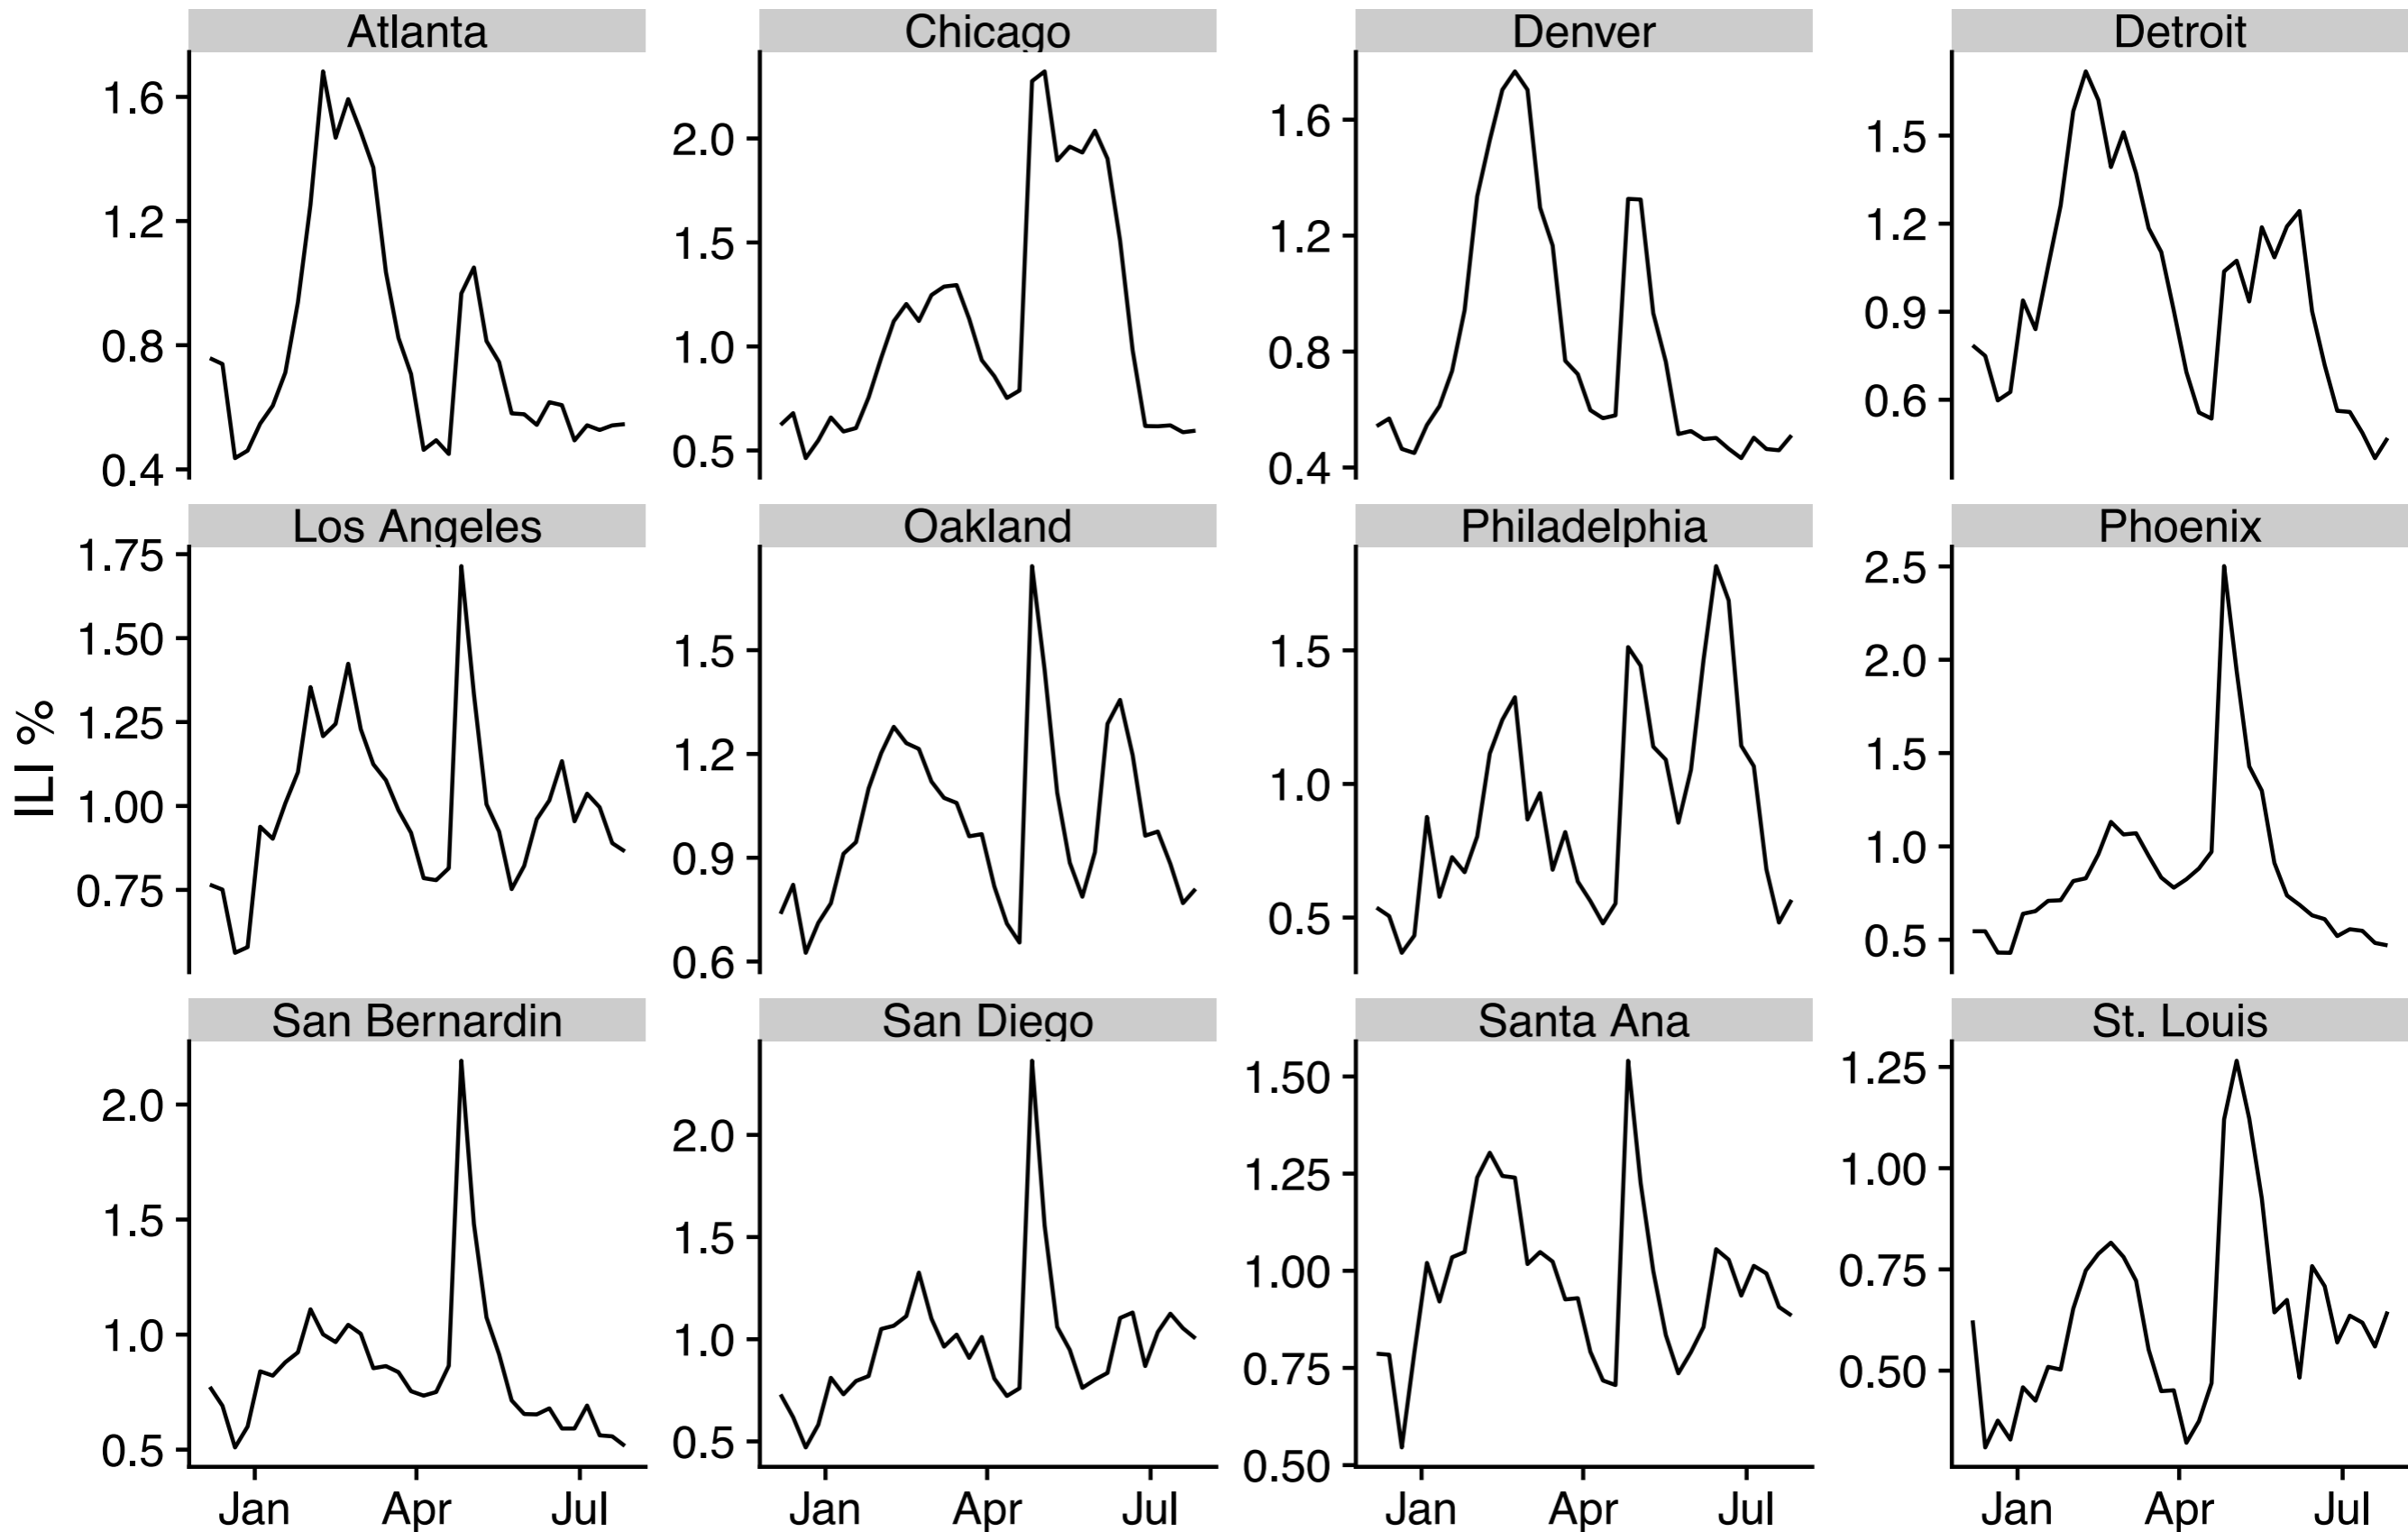 Atlanta Chicago Denver Detroit
1.6 2.0 1.6 1.5
1.2 1.5 1.2 1.2
0.8 1.0 0.8 0.9
0.4 0.5 0.4 0.6
Los Angeles Oakland Philadelphia Phoenix
1.75 2.5
1.50 1.5 1.5 2.0
1.25 1.2 1.0 1.5
1.00 0.9 0.5 1.0
0.75 0.6 0.5
ILI %
San Bernardin San Diego Santa Ana St. Louis
2.0 2.0 1.50 1.25
1.5 1.5 1.25 1.00
1.0 1.0 1.00 0.75
0.5 0.5 0.75 0.50
0.50
Jan Apr Jul Jan Apr Jul Jan Apr Jul Jan Apr Jul